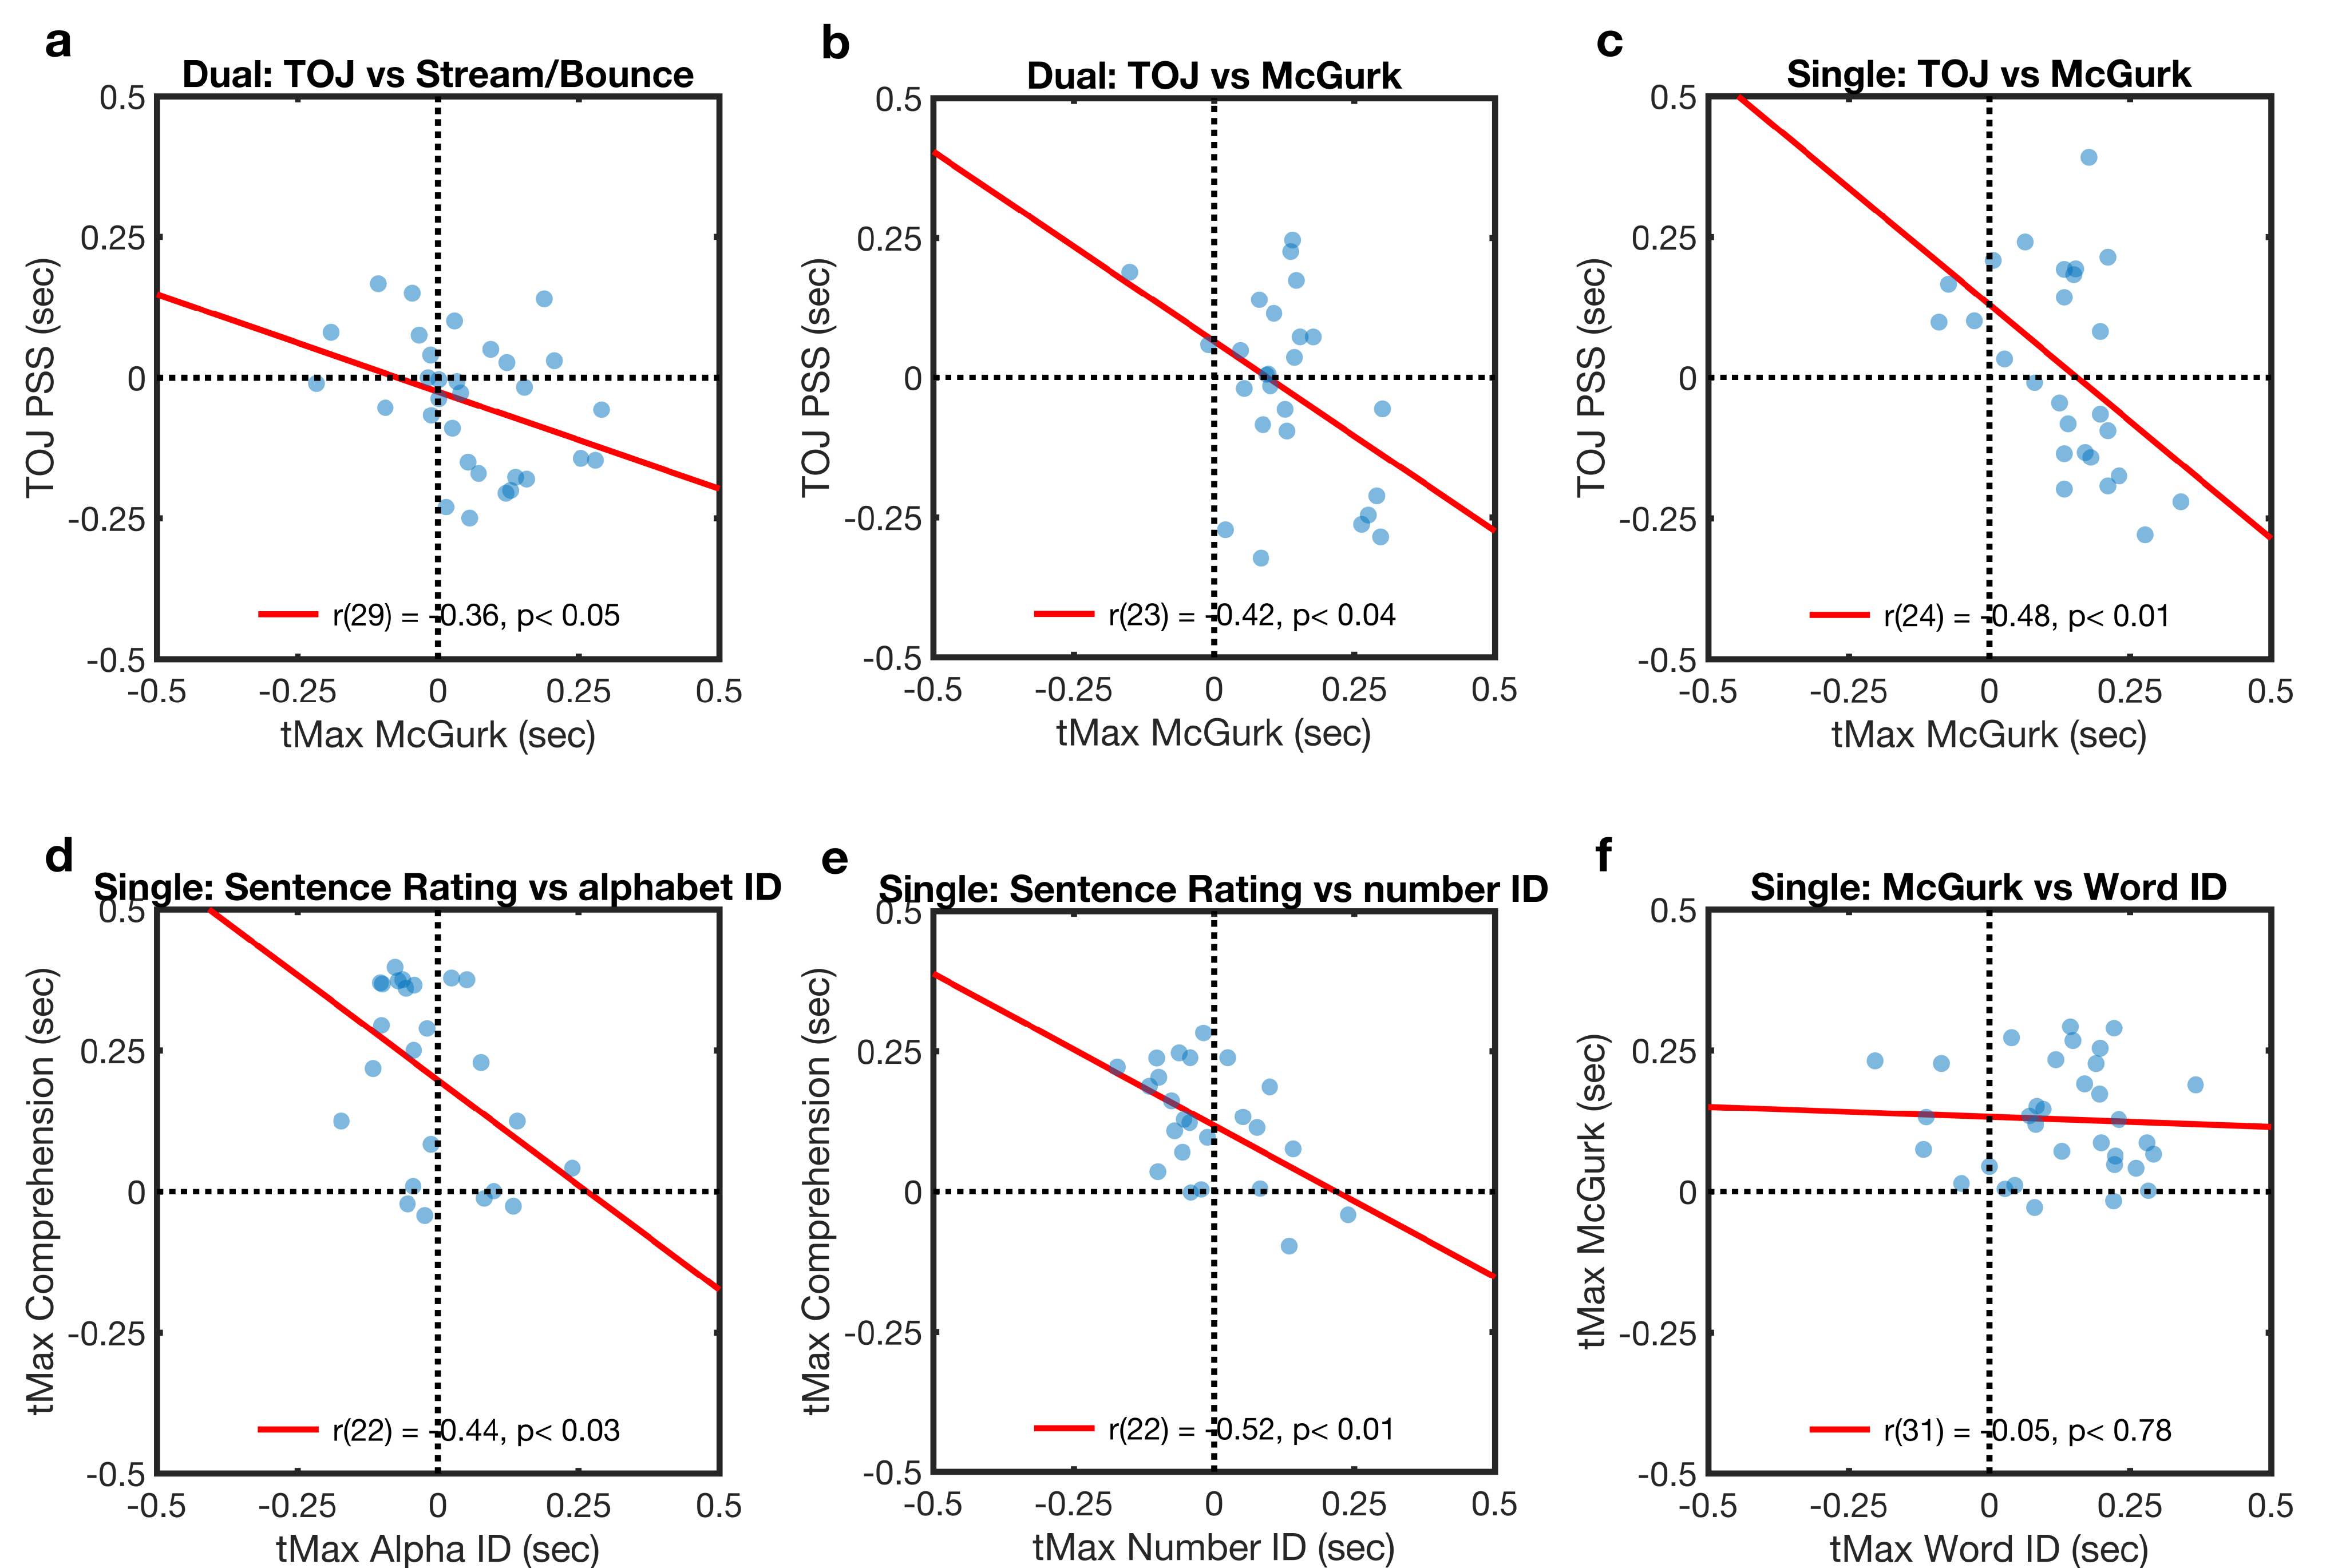 a
Dual: TOJ vs Stream/Bounce
0.5
0.25
0
-0.25
-0.5
TOJ PSS (sec)
r(29) = -0.36, p< 0.05
-0.5 -0.25 0 0.25 0.5
tMax McGurk (sec)
b
Dual: TOJ vs McGurk
0.5
0.25
0
-0.25
-0.5
TOJ PSS (sec)
r(23) = -0.42, p< 0.04
-0.5 -0.25 0 0.25 0.5
tMax McGurk (sec)
c
Single: TOJ vs McGurk
0.5
0.25
0
-0.25
-0.5
TOJ PSS (sec)
r(24) = -0.48, p< 0.01
-0.5 -0.25 0 0.25 0.5
tMax McGurk (sec)
d
Single: Sentence Rating vs alphabet ID
0.5
0.25
0
-0.25
-0.5
tMax Comprehension (sec)
r(22) = -0.44, p< 0.03
-0.5 -0.25 0 0.25 0.5
tMax Alpha ID (sec)
e
Single: Sentence Rating vs number ID
0.5
0.25
0
-0.25
-0.5
tMax Comprehension (sec)
r(22) = -0.52, p< 0.01
-0.5 -0.25 0 0.25 0.5
tMax Number ID (sec)
f
Single: McGurk vs Word ID
0.5
0.25
0
-0.25
-0.5
tMax McGurk (sec)
r(31) = -0.05, p< 0.78
-0.5 -0.25 0 0.25 0.5
tMax Word ID (sec)